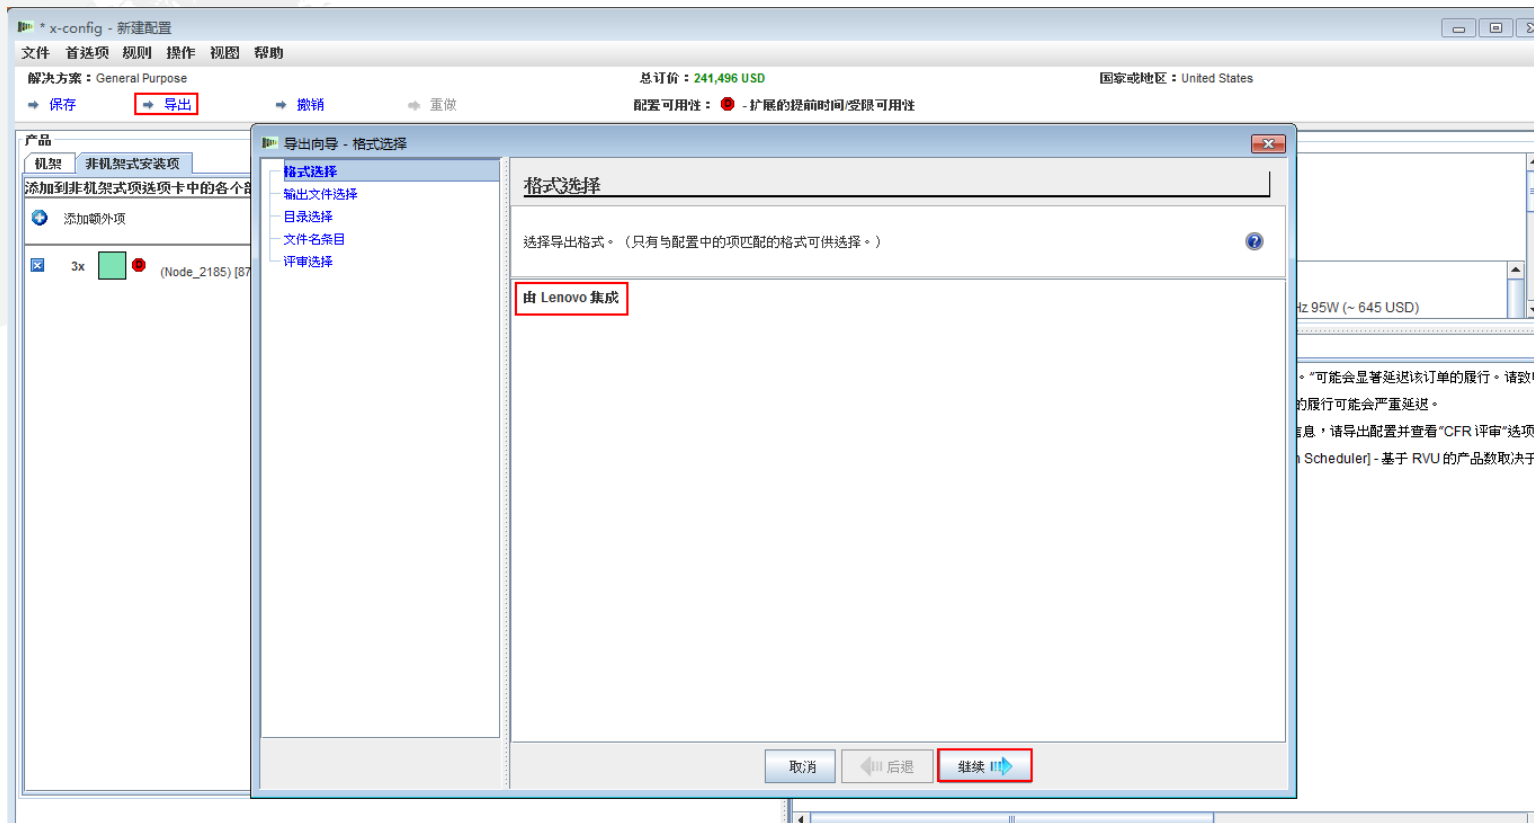 * x-config - 新建配置
文件 首选项 规则 操作 视图 帮助
解决方案：General Purpose
总订价：241,496 USD
国家或地区：United States
保存 导出 撤销 重做
配置可用性： - 扩展的提前时间/受限可用性
产品
机架 非机架式安装项
添加到非机架式项选项卡中的各个
添加额外项
3x (Node_2185) [87
导出向导 - 格式选择
格式选择
输出文件选择
目录选择
文件名条目
评审选择
格式选择
选择导出格式。（只有与配置中的项匹配的格式可供选择。）
由 Lenovo 集成
取消 后退 继续
Hz 95W (~ 645 USD)
。"可能会显著延迟该订单的履行。请致
的履行可能会严重延迟。
信息，请导出配置并查看"CFR 评审"选项
Scheduler] - 基于 RVU 的产品数取决于